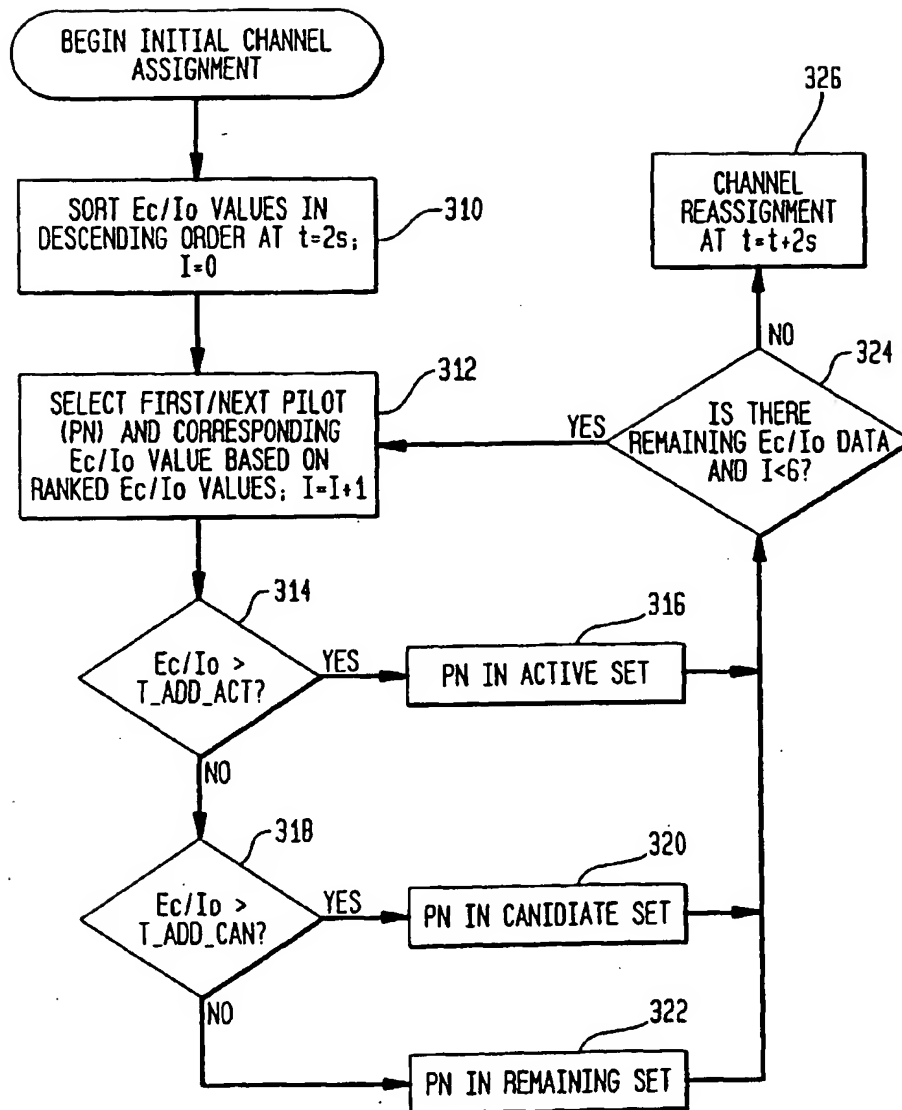 BEGIN INITIAL CHANNEL
ASSIGNMENT
326
CHANNEL
REASSIGNMENT
AT t=t+2s
SORT Ec/Io VALUES IN
DESCENDING ORDER AT t=2s;
I=0
310
NO
324
312
SELECT FIRST/NEXT PILOT
(PN) AND CORRESPONDING
Ec/Io VALUE BASED ON
RANKED Ec/Io VALUES; I=I+1
YES
IS THERE
REMAINING Ec/Io DATA
AND I<6?
314
Ec/Io >
T_ADD_ACT?
YES
316
PN IN ACTIVE SET
NO
318
Ec/Io >
T_ADD_CAN?
YES
320
PN IN CANIDIATE SET
NO
322
PN IN REMAINING SET